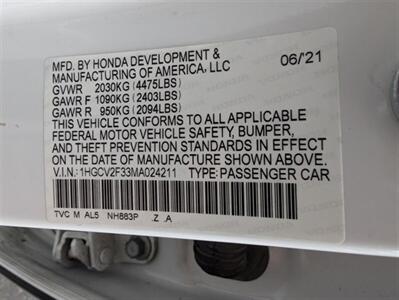 MFD. BY HONDA DEVELOPMENT & 06/'21
MANUFACTURING OF AMERICA, LLC
GVWR 2030KG (4475LBS)
GAWR F 1090KG (2403LBS)
GAWR R 950KG (2094LBS)
THIS VEHICLE CONFORMS TO ALL APPLICABLE
FEDERAL MOTOR VEHICLE SAFETY, BUMPER,
AND THEFT PREVENTION STANDARDS IN EFFECT
ON THE DATE OF MANUFACTURE SHOWN ABOVE.
V.I.N.: 1HGCV2F33MA024211 TYPE: PASSENGER CAR
TVC M AL5 NH883P .Z .A